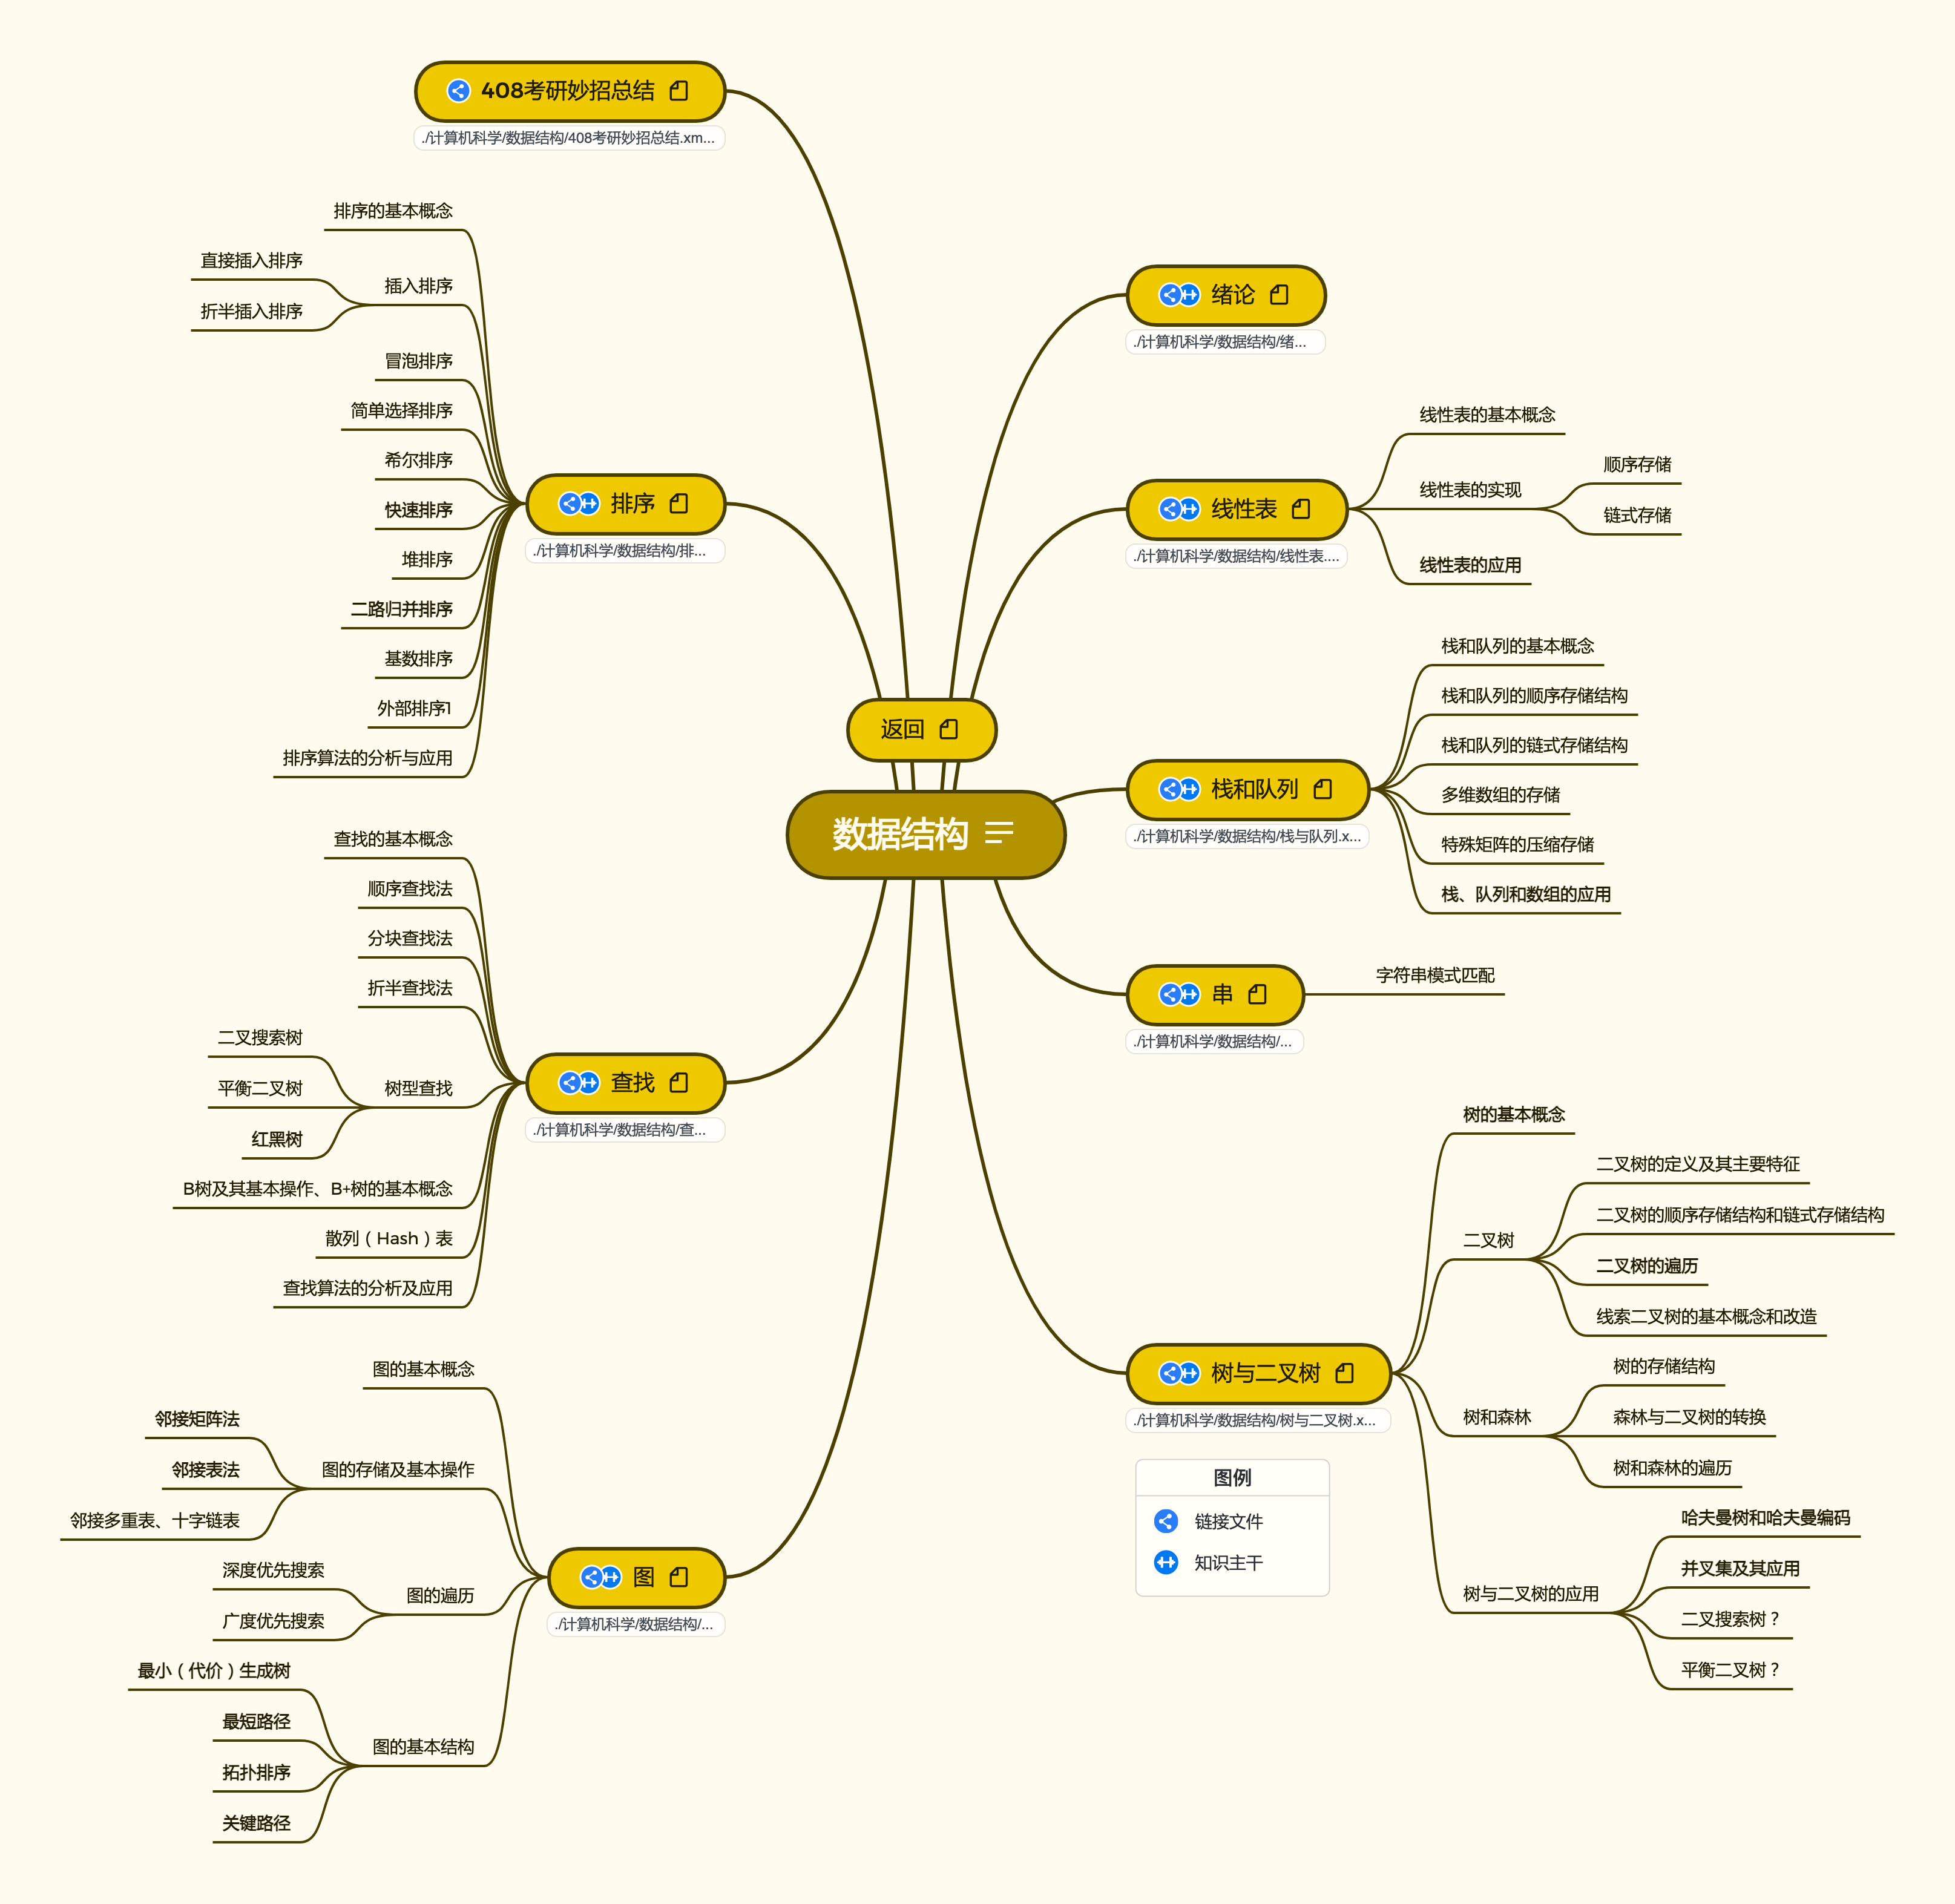 408考研妙招总结
./计算机科学/数据结构/408考研妙招总结.xm...
排序的基本概念
直接插入排序
插入排序
折半插入排序
冒泡排序
简单选择排序
希尔排序
快速排序
堆排序
二路归并排序
基数排序
外部排序1
排序算法的分析与应用
排序
./计算机科学/数据结构/排...
查找的基本概念
顺序查找法
分块查找法
折半查找法
二叉搜索树
平衡二叉树
树型查找
红黑树
B树及其基本操作、B+树的基本概念
散列（Hash）表
查找算法的分析及应用
查找
./计算机科学/数据结构/查...
图的基本概念
邻接矩阵法
邻接表法
图的存储及基本操作
邻接多重表、十字链表
深度优先搜索
图的遍历
广度优先搜索
最小（代价）生成树
最短路径
图的基本结构
拓扑排序
关键路径
图
./计算机科学/数据结构/...
返回
数据结构
绪论
./计算机科学/数据结构/绪...
线性表
./计算机科学/数据结构/线性表....
线性表的基本概念
线性表的实现
顺序存储
链式存储
线性表的应用
栈和队列
./计算机科学/数据结构/栈与队列.x...
栈和队列的基本概念
栈和队列的顺序存储结构
栈和队列的链式存储结构
多维数组的存储
特殊矩阵的压缩存储
栈、队列和数组的应用
串
./计算机科学/数据结构/...
字符串模式匹配
树与二叉树
./计算机科学/数据结构/树与二叉树.x...
树的基本概念
二叉树
二叉树的定义及其主要特征
二叉树的顺序存储结构和链式存储结构
二叉树的遍历
线索二叉树的基本概念和改造
树和森林
树的存储结构
森林与二叉树的转换
树和森林的遍历
树与二叉树的应用
哈夫曼树和哈夫曼编码
并叉集及其应用
二叉搜索树？
平衡二叉树？
图例
链接文件
知识主干